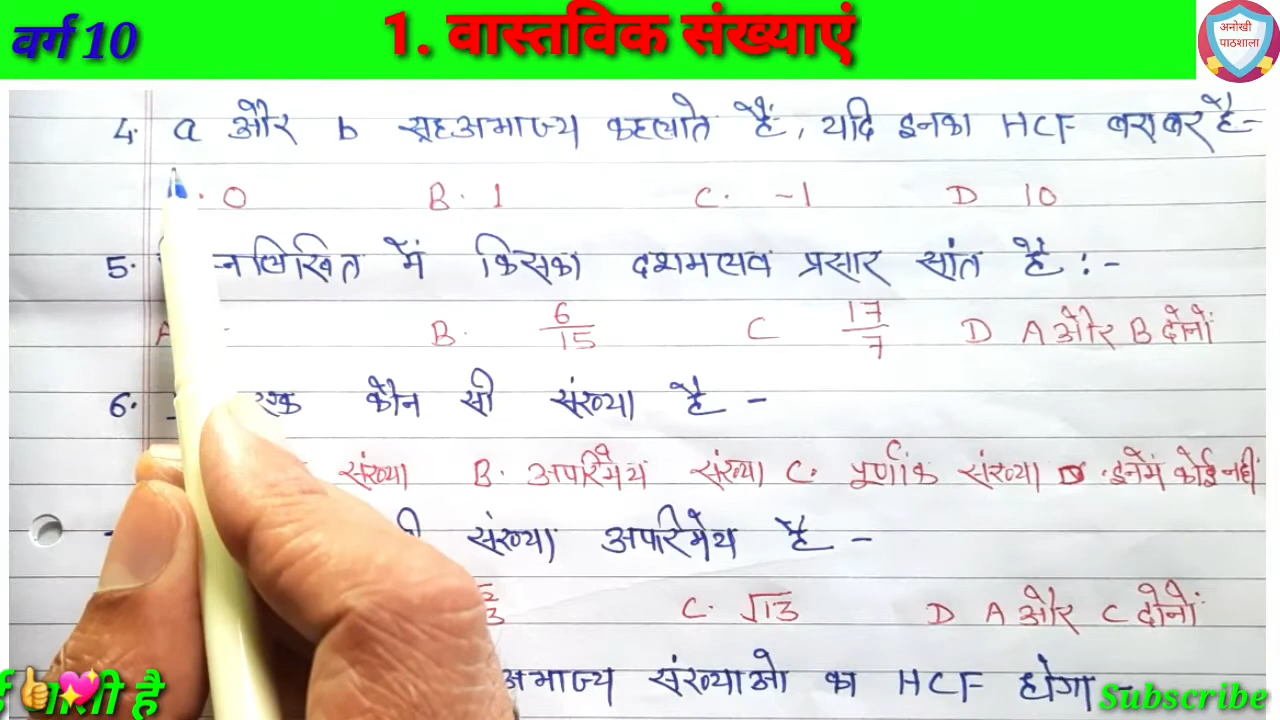 वर्ग 10
1. वास्तविक संख्याएं
अनोखी
पाठशाला
4. a और b सहअभाज्य कहलाते हैं, यदि इनका HCF बराबर है-
. 0 B. 1 C. -1 D 10
5. नलिखित में किसका दशमलव प्रसार सांत है :-
A B. 6/15 C 17/7 D A और B दोनों
6. कौन सी संख्या है -
संख्या B. अपरिमेय संख्या C. पूर्णांक संख्या D. इनमें कोई नहीं
संख्या अपरिमेय है -
C. √13 D A और C दोनों
अभाज्य संख्याओ का HCF होगा -
है
Subscribe